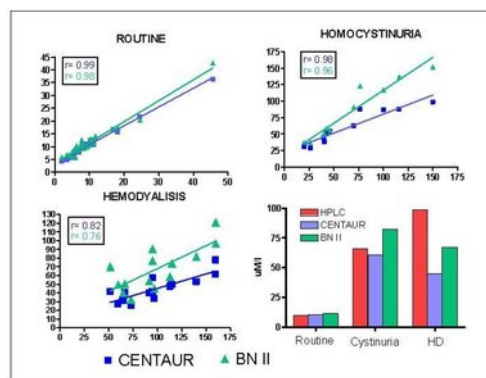 ROUTINE
r= 0.99
r= 0.98
45
40
35
30
25
20
15
10
5
0
0 10 20 30 40 50
HOMOCYSTINURIA
r= 0.98
r= 0.96
175
150
125
100
75
50
25
0
0 25 50 75 100 125 150 175
HEMODYALISIS
r= 0.82
r= 0.76
130
120
110
100
90
80
70
60
50
40
30
20
10
0
0 25 50 75 100 125 150 175
HPLC
CENTAUR
BN II
uM/l
100
75
50
25
0
Routine Cystinuria HD
CENTAUR BN II